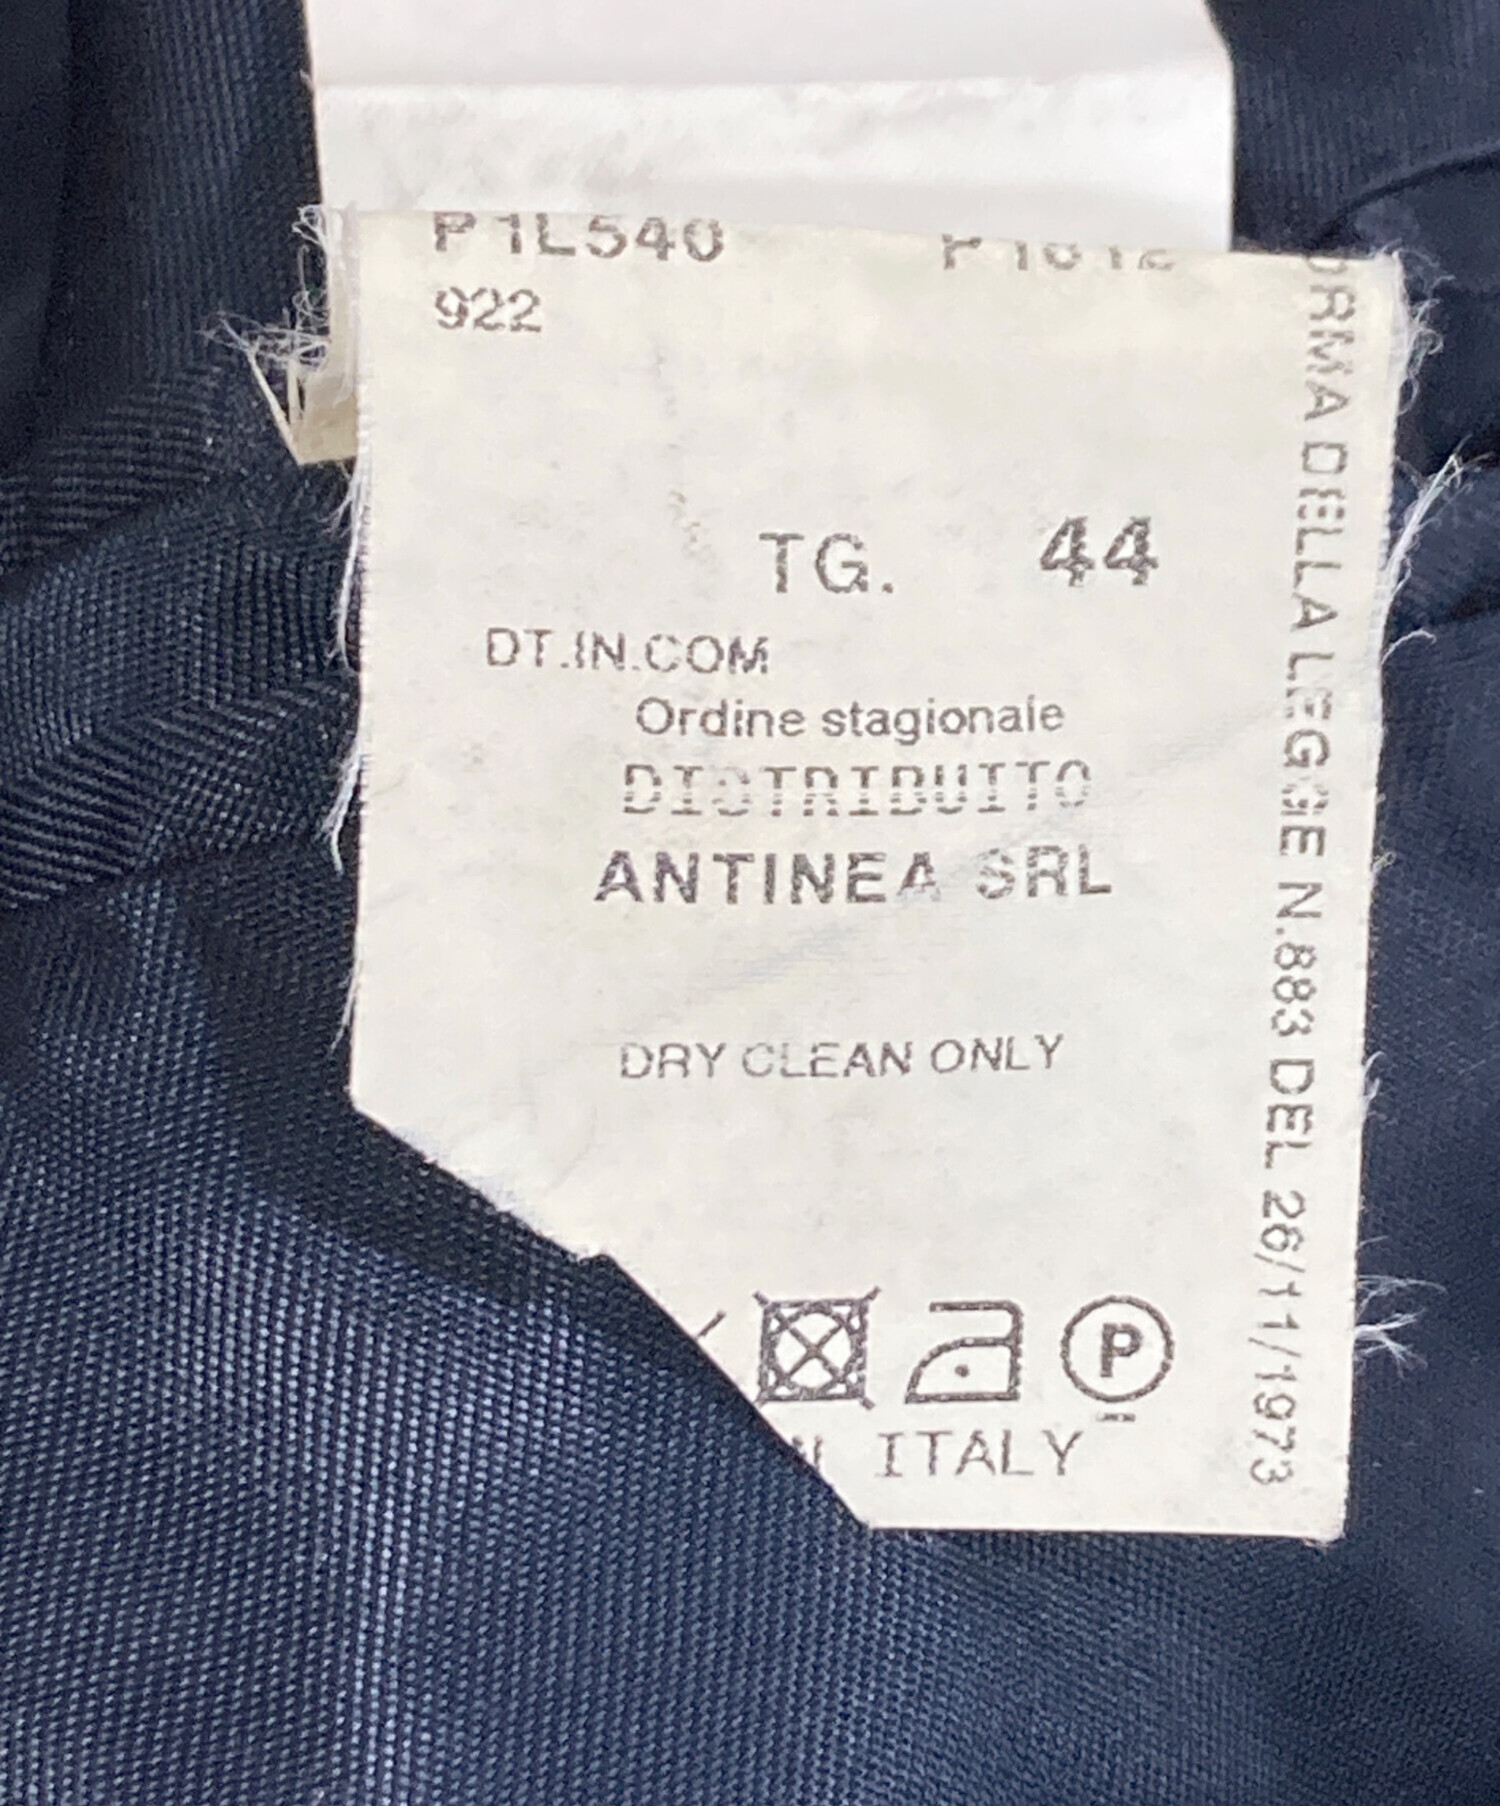 P1L540
922
TG. 44
DT.IN.COM
Ordine stagionale
DISTRIBUITO
ANTINEA SRL
DRY CLEAN ONLY
P
ITALY
ORMA DELLA LEGGE N.883 DEL 26/11/1973